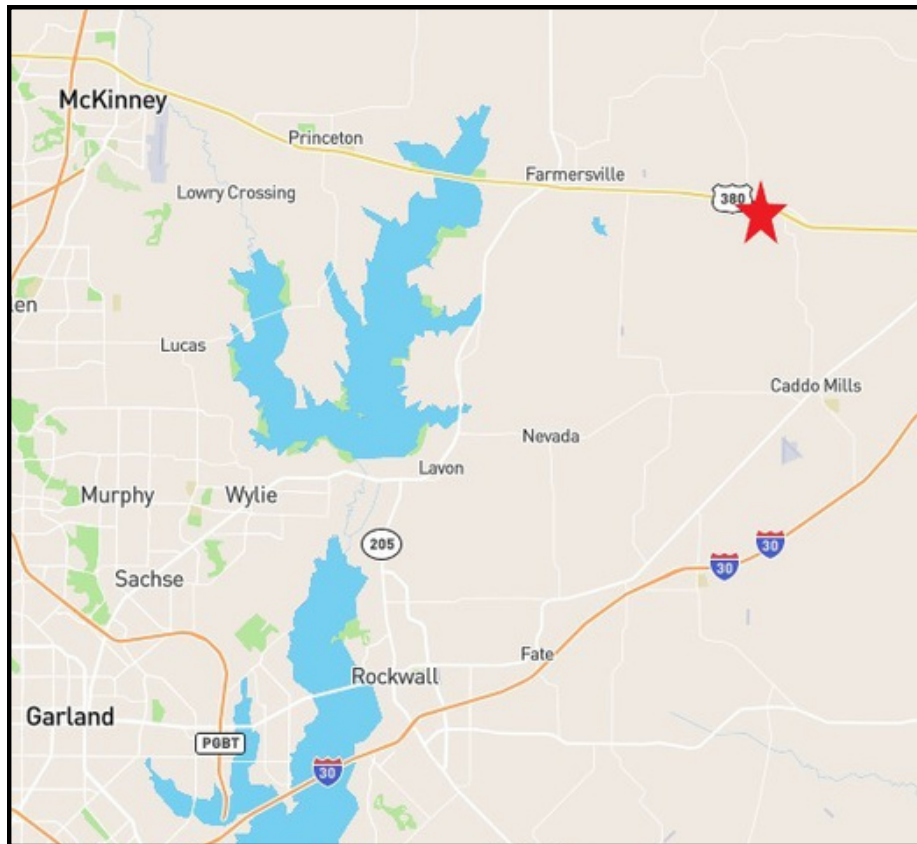 McKinney
Princeton
Farmersville
Lowry Crossing
380
en
Lucas
Caddo Mills
Nevada
Lavon
Murphy
Wylie
205
30
30
Sachse
Fate
Rockwall
Garland
PGBT
30